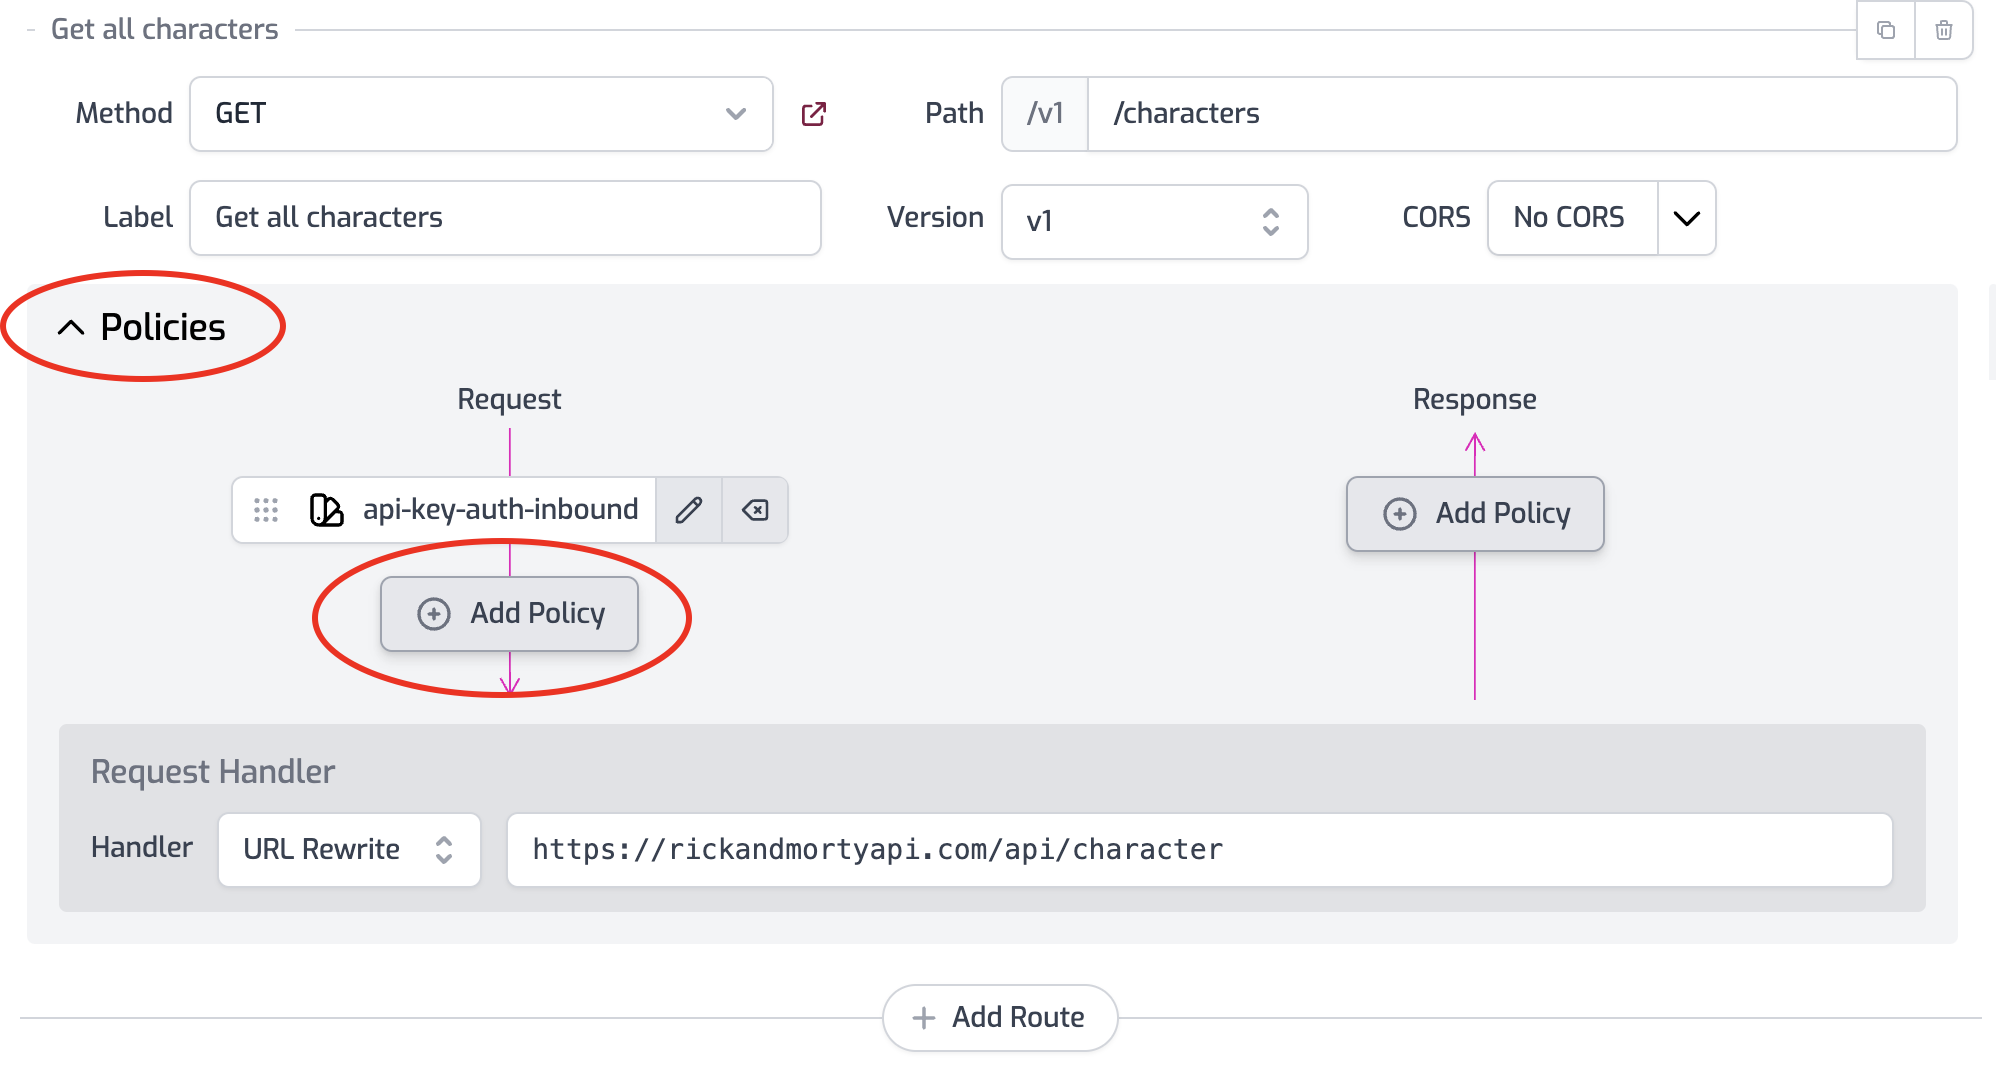 Get all characters
Method GET Path /v1 /characters
Label Get all characters Version v1 CORS No CORS
Policies
Request Response
api-key-auth-inbound Add Policy
Add Policy
Request Handler
Handler URL Rewrite https://rickandmortyapi.com/api/character
Add Route